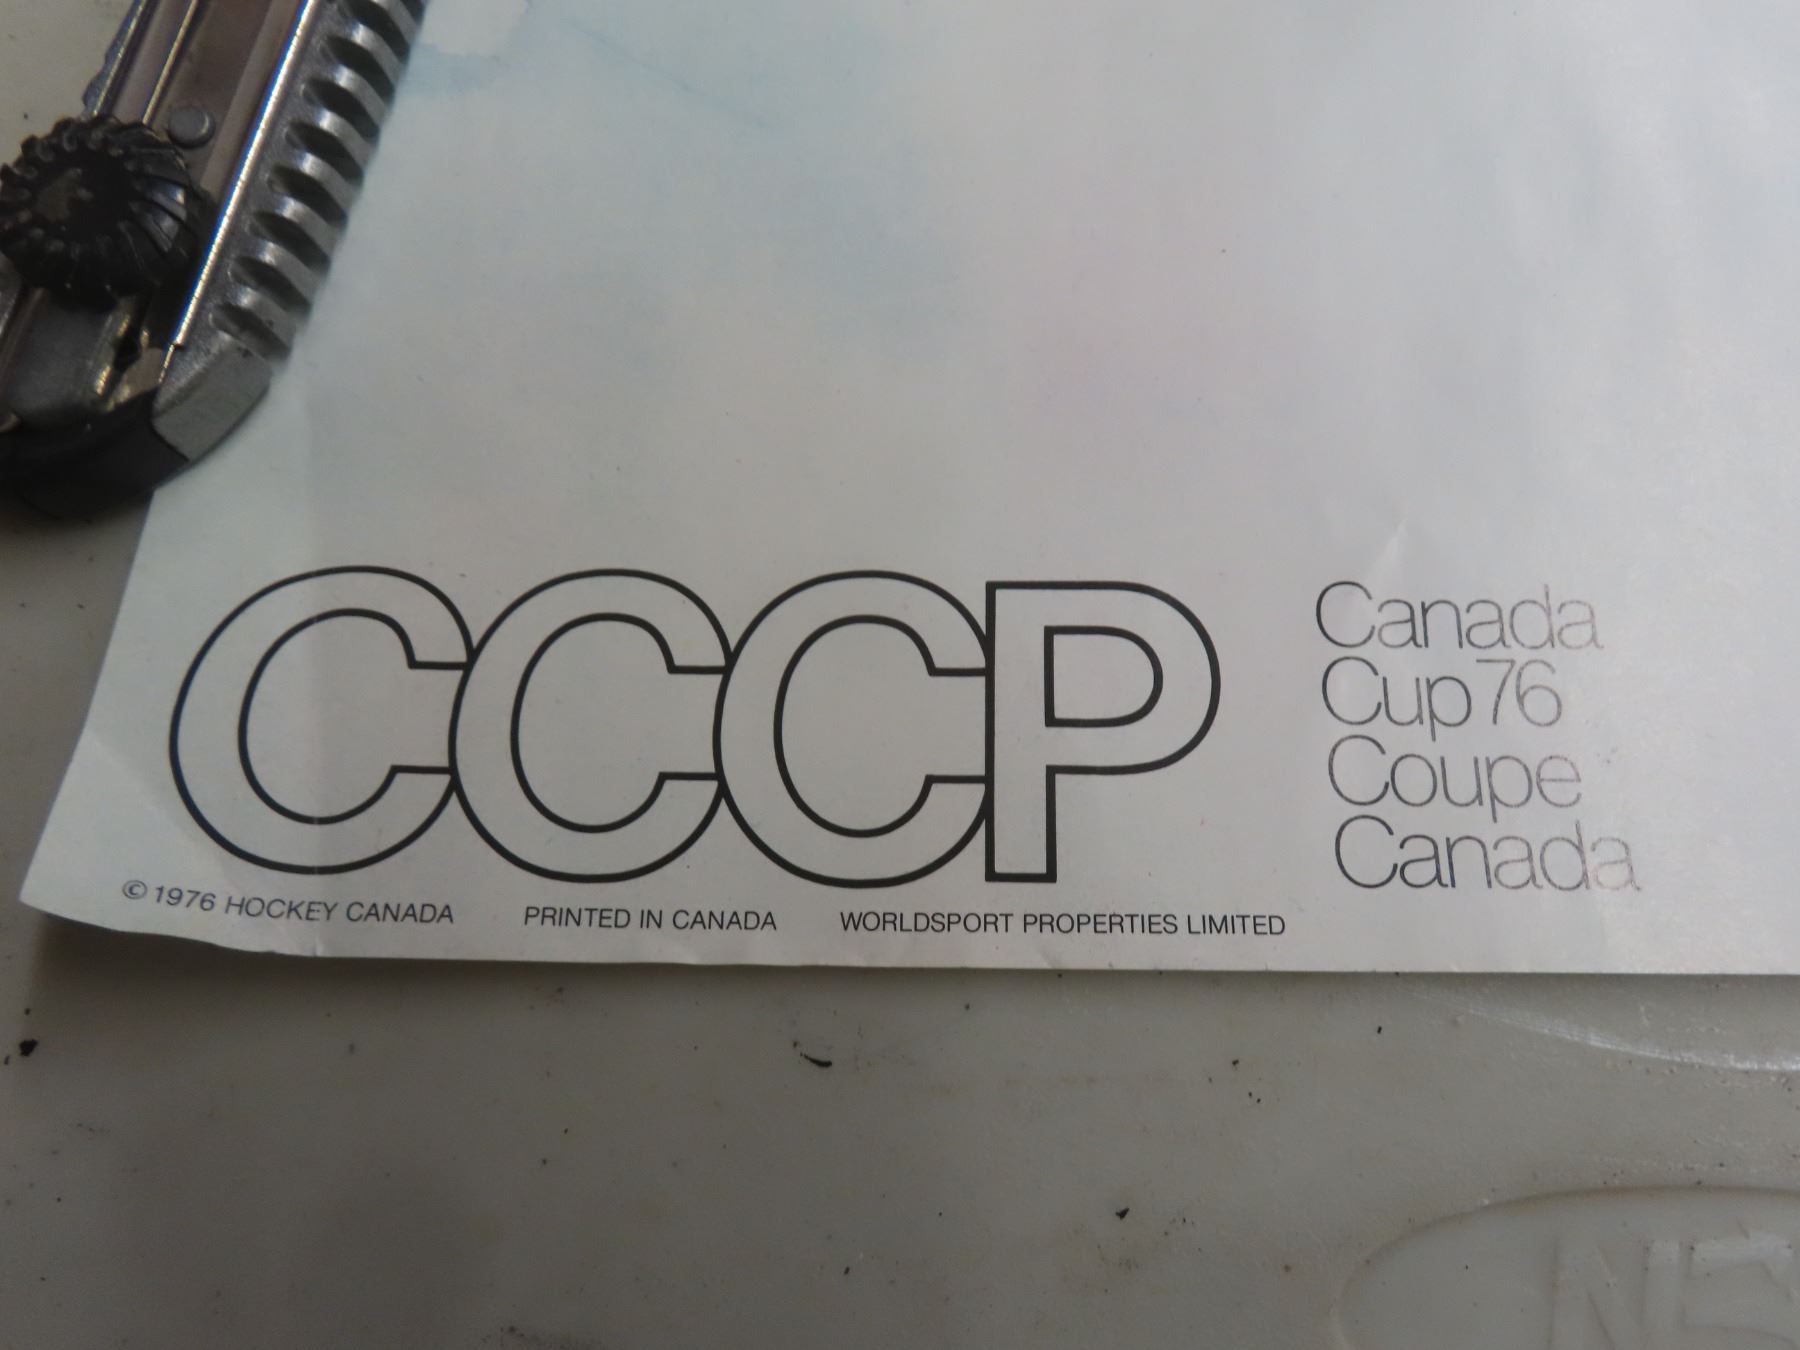 CCCP
Canada
Cup 76
Coupe
Canada
© 1976 HOCKEY CANADA PRINTED IN CANADA WORLDSPORT PROPERTIES LIMITED